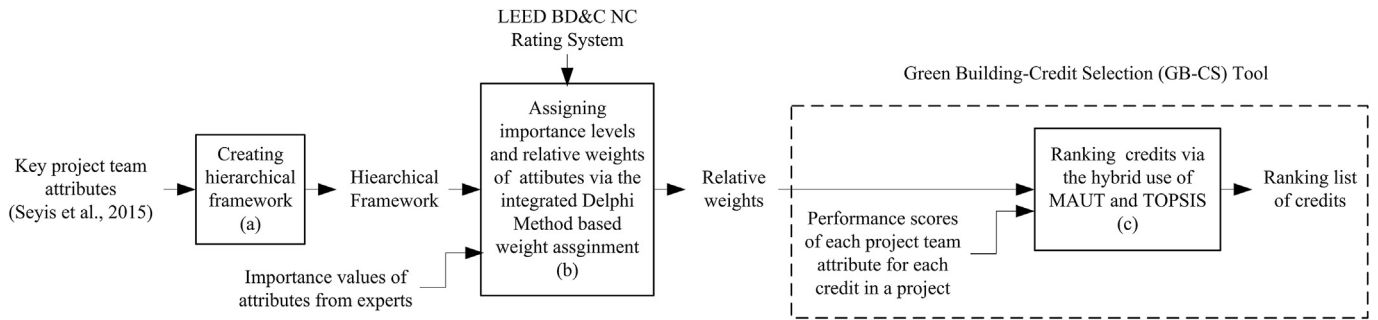 LEED BD&C NC
Rating System
Green Building-Credit Selection (GB-CS) Tool
Key project team
attributes
(Seyis et al., 2015)
Creating
hierarchical
framework
(a)
Hiearchical
Framework
Importance values of
attributes from experts
Assigning
importance levels
and relative weights
of attibutes via the
integrated Delphi
Method based
weight assginment
(b)
Relative
weights
Performance scores
of each project team
attribute for each
credit in a project
Ranking credits via
the hybrid use of
MAUT and TOPSIS
(c)
Ranking list
of credits